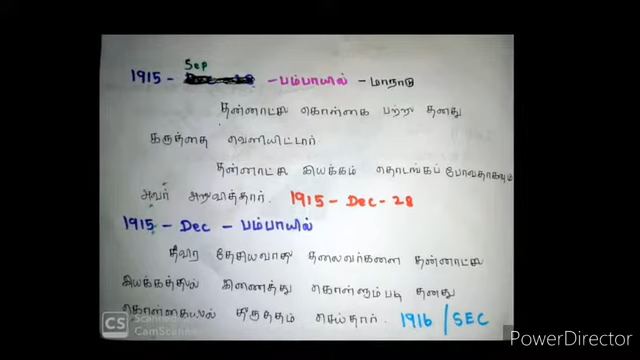 Sep
1915 - - பம்பாயில் - மாநாடு
தன்னாட்சி கொள்கை பற்றி தனது
கருத்தை வெளியிட்டார்
தன்னாட்சி இயக்கம் தொடங்கப் போவதாகவும்
அவர் அறிவித்தார். 1915 - Dec - 28
1915 - Dec - பம்பாயில்
தீவிர தேசியவாதி தலைவர்களை தன்னாட்சி
இயக்கத்தில் இணைத்து கொள்ளும்படி தனது
கொள்கையில் திருத்தம் செய்தார். 1916 / SEC
CS
CamScanner
PowerDirector